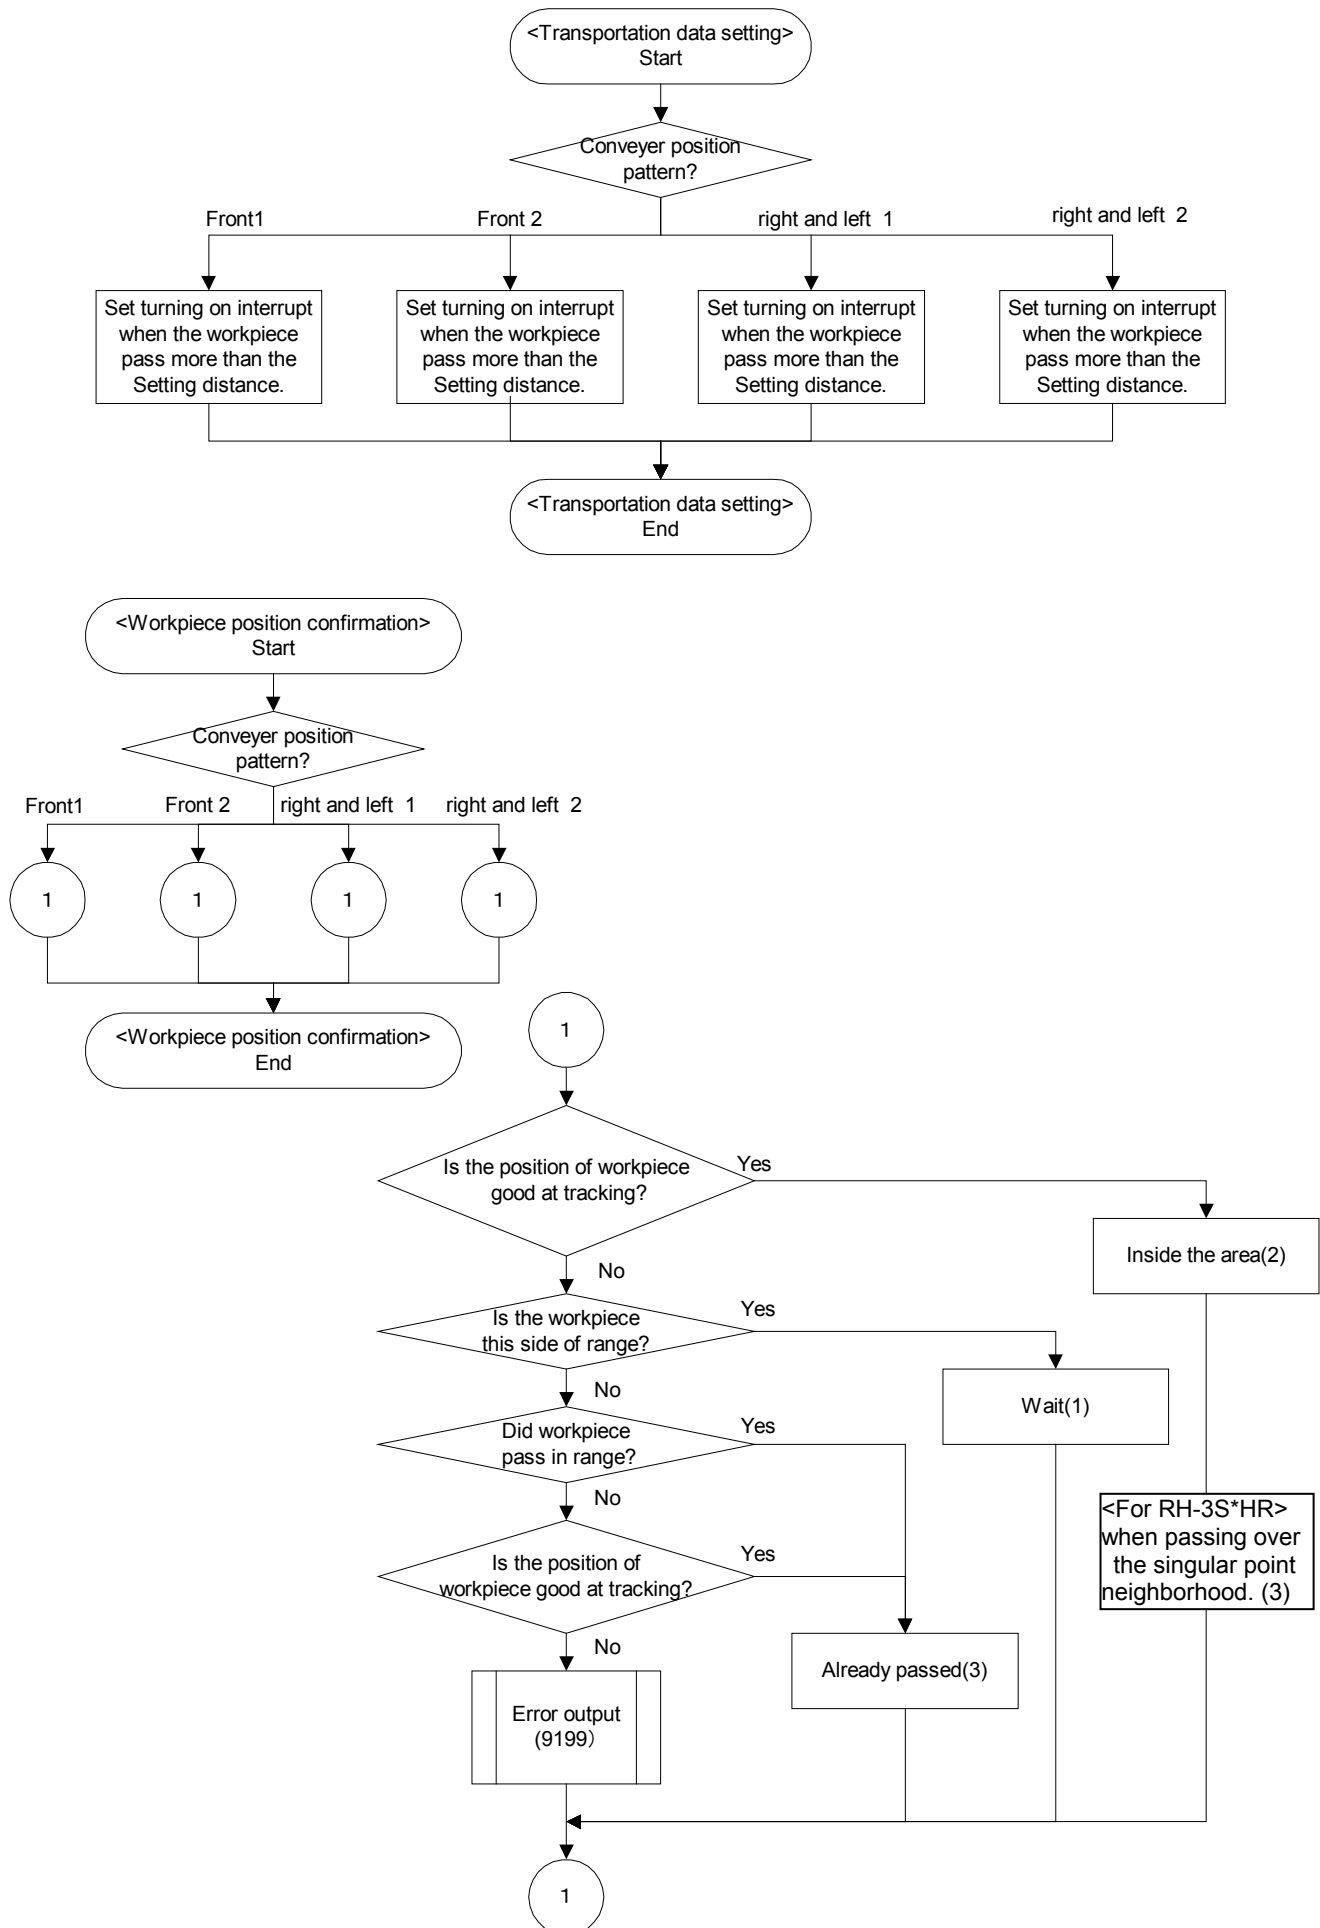 <Transportation data setting>
Start
Conveyer position
pattern?
Front1
Front 2
right and left 1
right and left 2
Set turning on interrupt
when the workpiece
pass more than the
Setting distance.
Set turning on interrupt
when the workpiece
pass more than the
Setting distance.
Set turning on interrupt
when the workpiece
pass more than the
Setting distance.
Set turning on interrupt
when the workpiece
pass more than the
Setting distance.
<Transportation data setting>
End
<Workpiece position confirmation>
Start
Conveyer position
pattern?
Front1
Front 2
right and left 1
right and left 2
1
1
1
1
<Workpiece position confirmation>
End
1
Is the position of workpiece
good at tracking?
Yes
Inside the area(2)
No
Is the workpiece
this side of range?
Yes
Wait(1)
No
Did workpiece
pass in range?
Yes
No
<For RH-3S*HR>
when passing over
the singular point
neighborhood. (3)
Is the position of
workpiece good at tracking?
Yes
No
Already passed(3)
Error output
(9199）
1